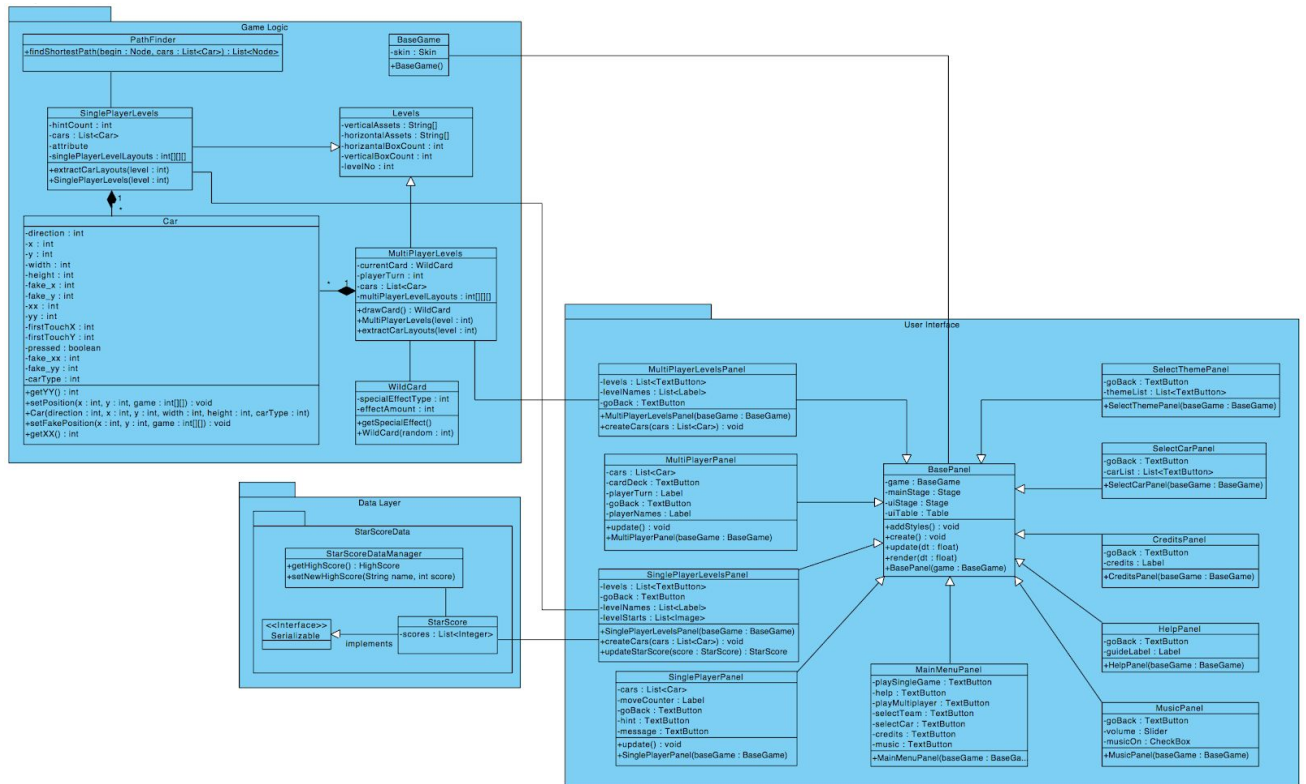 Game Logic
PathFinder
+findShortestPath(begin : Node, cars : List<Car>) : List<Node>
BaseGame
-skin : Skin
+BaseGame()
SinglePlayerLevels
-hintCount : int
-cars : List<Car>
-attribute
-singlePlayerLevelLayouts : int[][][]
+extractCarLayouts(level : int)
+SinglePlayerLevels(level : int)
Levels
-verticalAssets : String[]
-horizontalAssets : String[]
-horizantalBoxCount : int
-verticalBoxCount : int
-levelNo : int
1
*
Car
-direction : int
-x : int
-y : int
-width : int
-height : int
-fake_x : int
-fake_y : int
-xx : int
-yy : int
-firstTouchX : int
-firstTouchY : int
-pressed : boolean
-fake_xx : int
-fake_yy : int
-carType : int
+getYY() : int
+setPosition(x : int, y : int, game : int[][]) : void
+Car(direction : int, x : int, y : int, width : int, height : int, carType : int)
+setFakePosition(x : int, y : int, game : int[][]) : void
+getXX() : int
* 1
MultiPlayerLevels
-currentCard : WildCard
-playerTurn : int
-cars : List<Car>
-multiPlayerLevelLayouts : int[][][]
+drawCard() : WildCard
+MultiPlayerLevels(level : int)
+extractCarLayouts(level : int)
WildCard
-specialEffectType : int
-effectAmount : int
+getSpecialEffect()
+WildCard(random : int)
Data Layer
StarScoreData
StarScoreDataManager
+getHighScore() : HighScore
+setNewHighScore(String name, int score)
<<Interface>>
Serializable
implements
StarScore
-scores : List<Integer>
User Interface
MultiPlayerLevelsPanel
-levels : List<TextButton>
-levelNames : List<Label>
-goBack : TextButton
+MultiPlayerLevelsPanel(baseGame : BaseGame)
+createCars(cars : List<Car>) : void
MultiPlayerPanel
-cars : List<Car>
-cardDeck : TextButton
-playerTurn : Label
-goBack : TextButton
-playerNames : Label
+update() : void
+MultiPlayerPanel(baseGame : BaseGame)
SinglePlayerLevelsPanel
-levels : List<TextButton>
-goBack : TextButton
-levelNames : List<Label>
-levelStarts : List<Image>
+SinglePlayerLevelsPanel(baseGame : BaseGame)
+createCars(cars : List<Car>) : void
+updateStarScore(score : StarScore) : StarScore
SinglePlayerPanel
-cars : List<Car>
-moveCounter : Label
-goBack : TextButton
-hint : TextButton
-message : TextButton
+update() : void
+SinglePlayerPanel(baseGame : BaseGame)
BasePanel
-game : BaseGame
-mainStage : Stage
-uiStage : Stage
-uiTable : Table
+addStyles() : void
+create() : void
+update(dt : float)
+render(dt : float)
+BasePanel(game : BaseGame)
MainMenuPanel
-playSingleGame : TextButton
-help : TextButton
-playMultiplayer : TextButton
-selectTeam : TextButton
-selectCar : TextButton
-credits : TextButton
-music : TextButton
+MainMenuPanel(baseGame : BaseGa...
SelectThemePanel
-goBack : TextButton
-themeList : List<TextButton>
+SelectThemePanel(baseGame : BaseGame)
SelectCarPanel
-goBack : TextButton
-carList : List<TextButton>
+SelectCarPanel(baseGame : BaseGame)
CreditsPanel
-goBack : TextButton
-credits : Label
+CreditsPanel(baseGame : BaseGame)
HelpPanel
-goBack : TextButton
-guideLabel : Label
+HelpPanel(baseGame : BaseGame)
MusicPanel
-goBack : TextButton
-volume : Slider
-musicOn : CheckBox
+MusicPanel(baseGame : BaseGame)